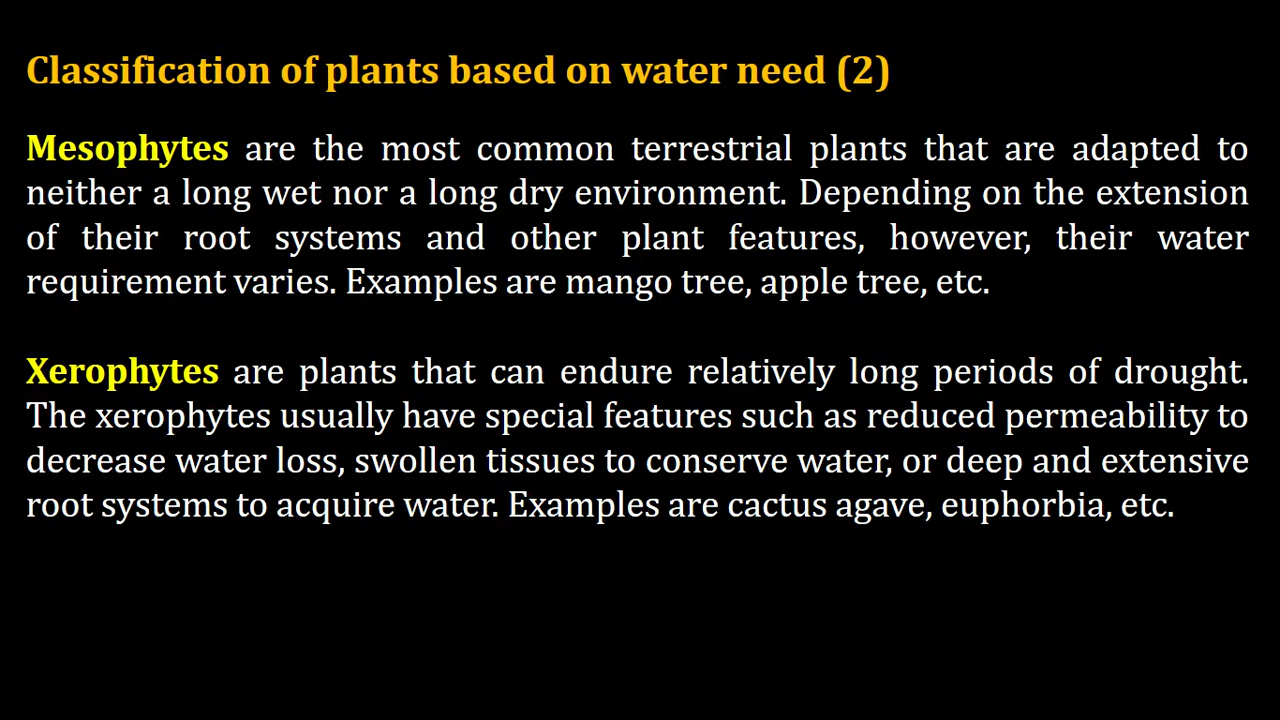 Classification of plants based on water need (2)
Mesophytes are the most common terrestrial plants that are adapted to
neither a long wet nor a long dry environment. Depending on the extension
of their root systems and other plant features, however, their water
requirement varies. Examples are mango tree, apple tree, etc.
Xerophytes are plants that can endure relatively long periods of drought.
The xerophytes usually have special features such as reduced permeability to
decrease water loss, swollen tissues to conserve water, or deep and extensive
root systems to acquire water. Examples are cactus agave, euphorbia, etc.